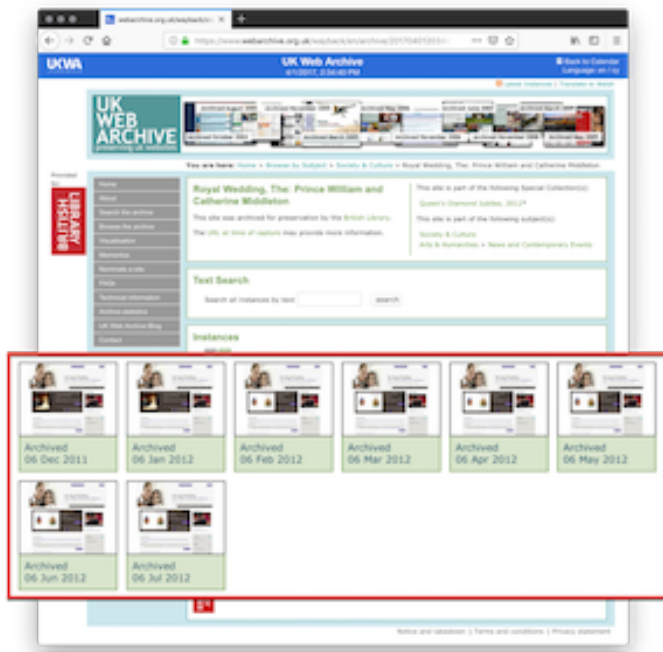 webarchive.org.uk/wayback/en
https://www.webarchive.org.uk/wayback/en/archive/2017040120344
UKWA
UK Web Archive
4/1/2017, 2:34:40 PM
Back to Calendar
Language: en / cy
Latest Instances | Translate to Welsh
UK
WEB
ARCHIVE
preserving uk websites
You are here: Home > Browse by Subject > Society & Culture > Royal Wedding, The: Prince William and Catherine Middleton
Provided
by:
BRITISH
LIBRARY
Home
About
Search the archive
Browse the archive
Visualisation
Memories
Nominate a site
FAQs
Technical information
Archive statistics
UK Web Archive Blog
Contact
Royal Wedding, The: Prince William and
Catherine Middleton
This site was archived for preservation by the British Library.
The URL at time of capture may provide more information.
This site is part of the following Special Collection(s):
Queen's Diamond Jubilee, 2012*
This site is part of the following subject(s):
Society & Culture
Arts & Humanities > News and Contemporary Events
Text Search
Search all instances by text
search
Instances
Archived
06 Dec 2011
Archived
06 Jan 2012
Archived
06 Feb 2012
Archived
06 Mar 2012
Archived
06 Apr 2012
Archived
06 May 2012
Archived
06 Jun 2012
Archived
06 Jul 2012
Notice and takedown | Terms and conditions | Privacy statement